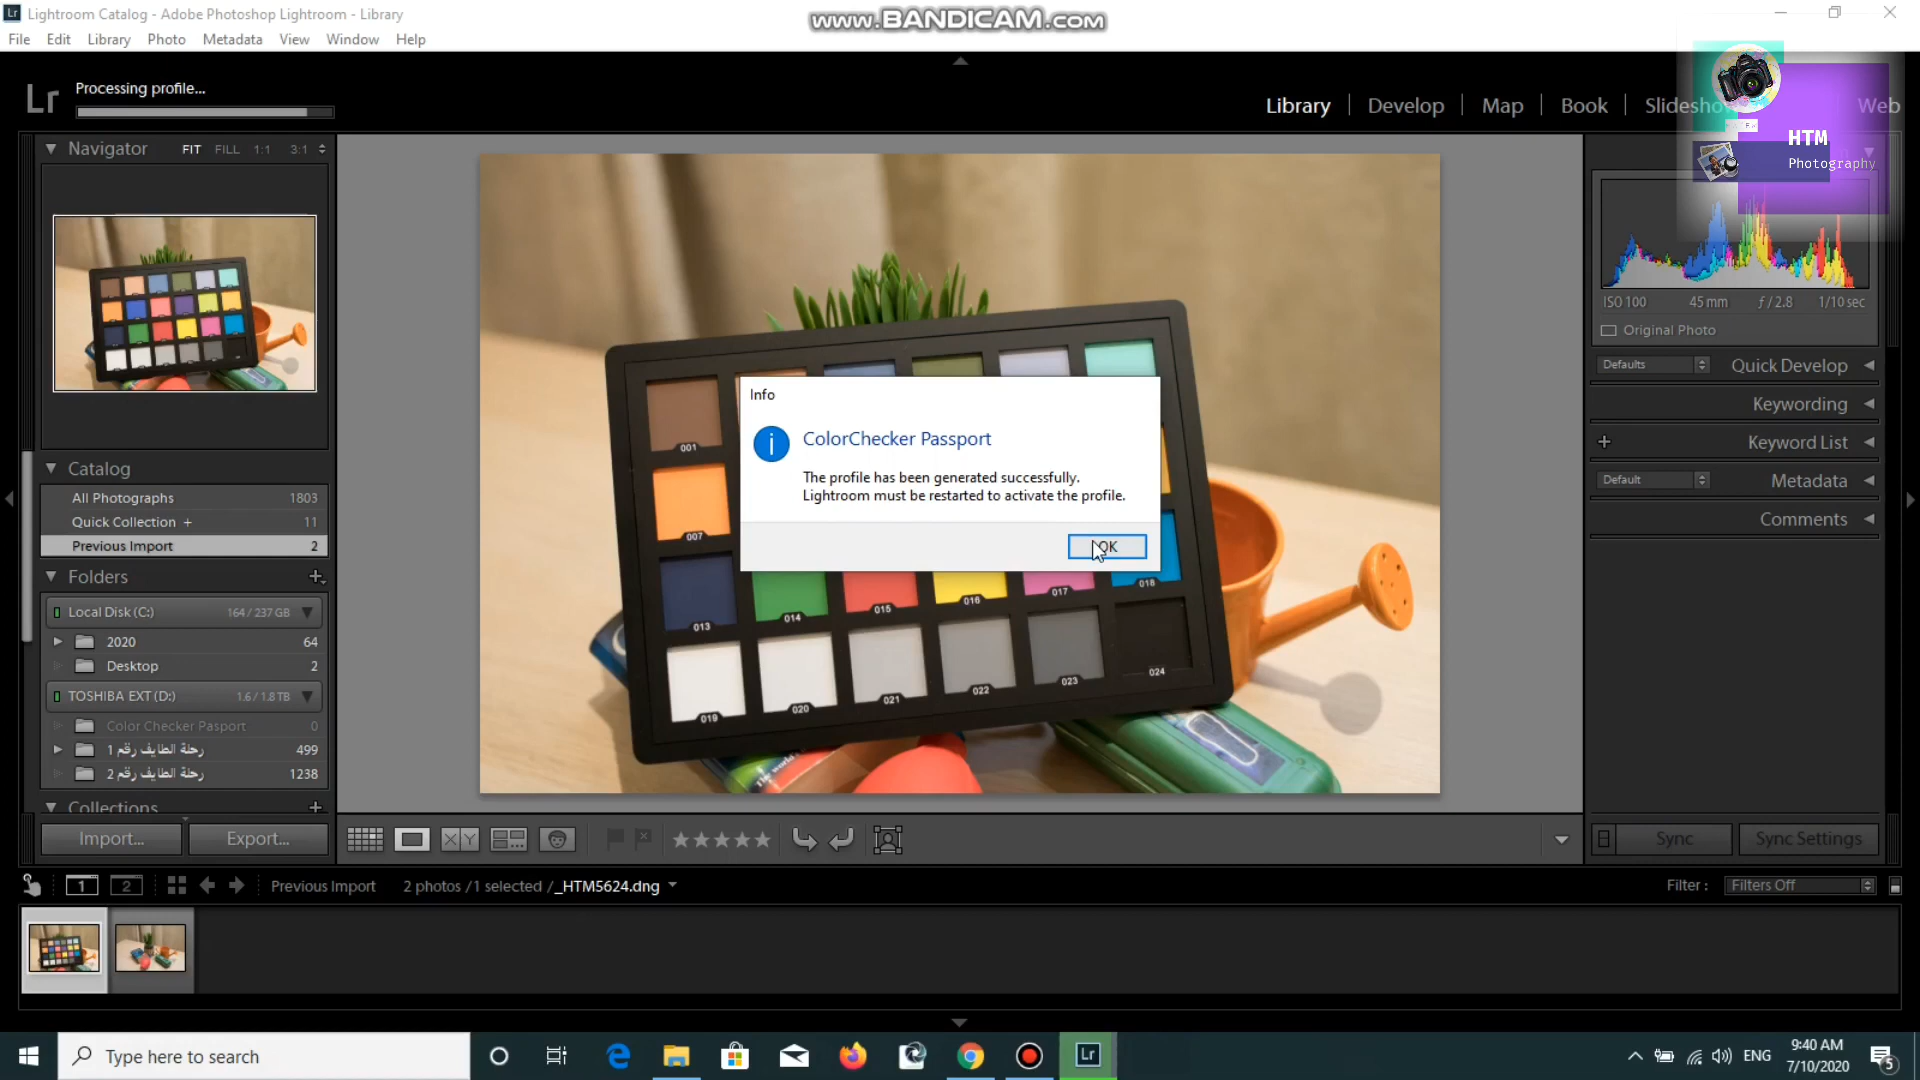 Lr Lightroom Catalog - Adobe Photoshop Lightroom - Library
www.BANDICAM.com
File Edit Library Photo Metadata View Window Help
Lr Processing profile...
Library Develop Map Book Web
HTM
Photography
Navigator FIT FILL 1:1 3:1
ISO 100 45 mm ƒ / 2.8 1/10 sec
Original Photo
Defaults Quick Develop
Keywording
Keyword List
Default Metadata
Comments
Info
ColorChecker Passport
The profile has been generated successfully.
Lightroom must be restarted to activate the profile.
OK
001
007
013 014 015 016 017 018
019 020 021 022 023 024
The World
Catalog
All Photographs 1803
Quick Collection + 11
Previous Import 2
Folders
Local Disk (C:) 164 / 237 GB
2020 64
Desktop 2
TOSHIBA EXT (D:) 1.6 / 1.8 TB
Color Checker Pasport 0
رحلة الطايف رقم 1 499
رحلة الطايف رقم 2 1238
Collections
Import... Export...
XY
Sync Sync Settings
1 2 Previous Import 2 photos / 1 selected / _HTM5624.dng
Filter : Filters Off
Type here to search
Lr
ENG
9:40 AM
7/10/2020
5